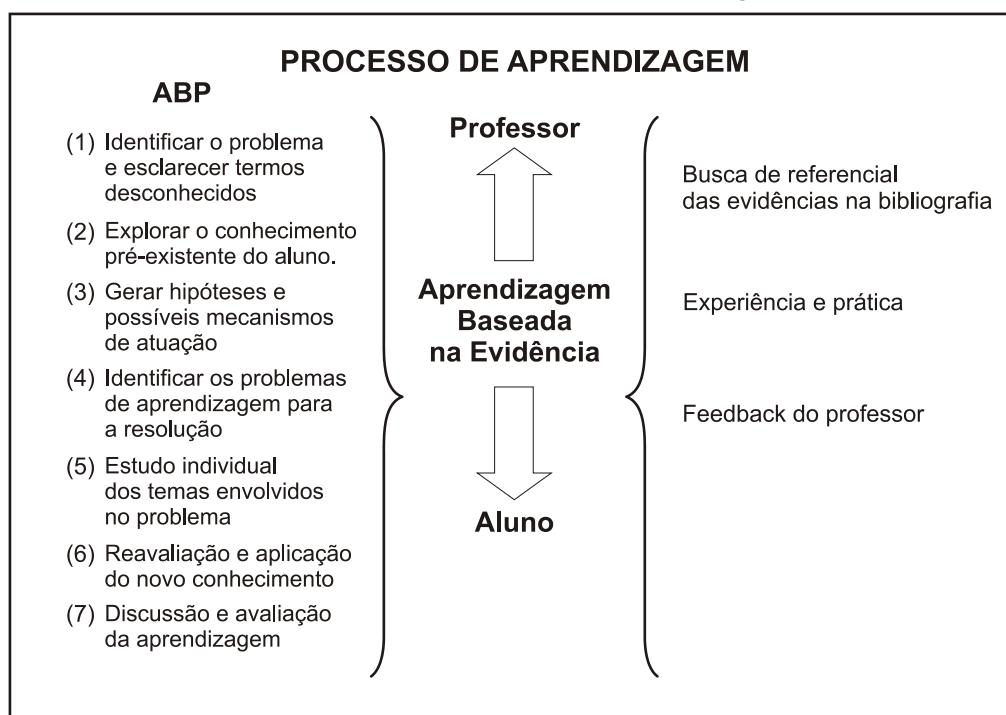 PROCESSO DE APRENDIZAGEM
ABP
(1) Identificar o problema
e esclarecer termos
desconhecidos
(2) Explorar o conhecimento
pré-existente do aluno.
(3) Gerar hipóteses e
possíveis mecanismos
de atuação
(4) Identificar os problemas
de aprendizagem para
a resolução
(5) Estudo individual
dos temas envolvidos
no problema
(6) Reavaliação e aplicação
do novo conhecimento
(7) Discussão e avaliação
da aprendizagem
Professor
Aprendizagem
Baseada
na Evidência
Aluno
Busca de referencial
das evidências na bibliografia
Experiência e prática
Feedback do professor